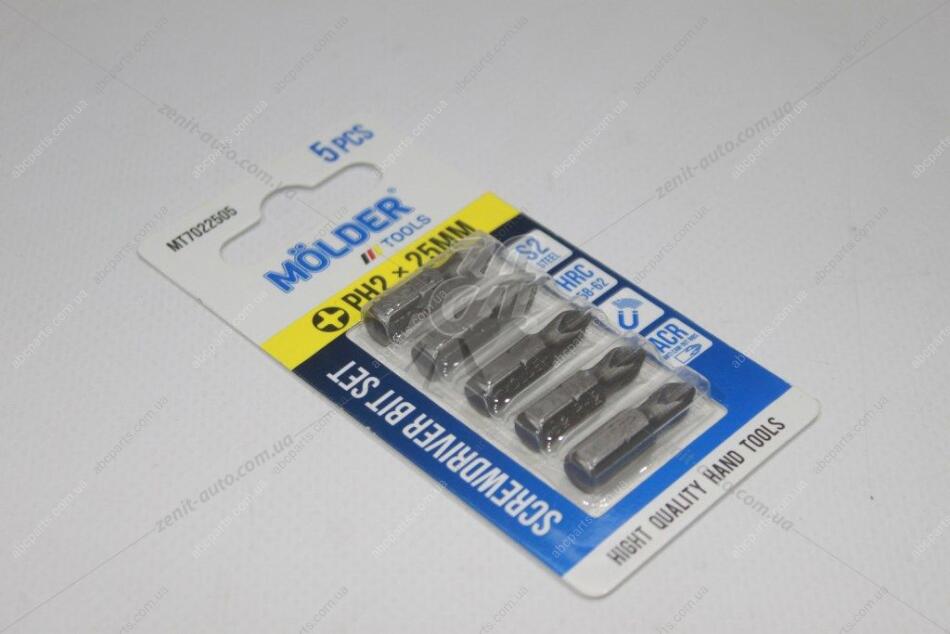 5 PCS
MT7022505
MÖLDER®
TOOLS
PH2 × 25MM
S2
STEEL
HRC
58-62
ACR
SCREWDRIVER BIT SET
HIGHT QUALITY HAND TOOLS
zenit-auto.com.ua
abcparts.com.ua